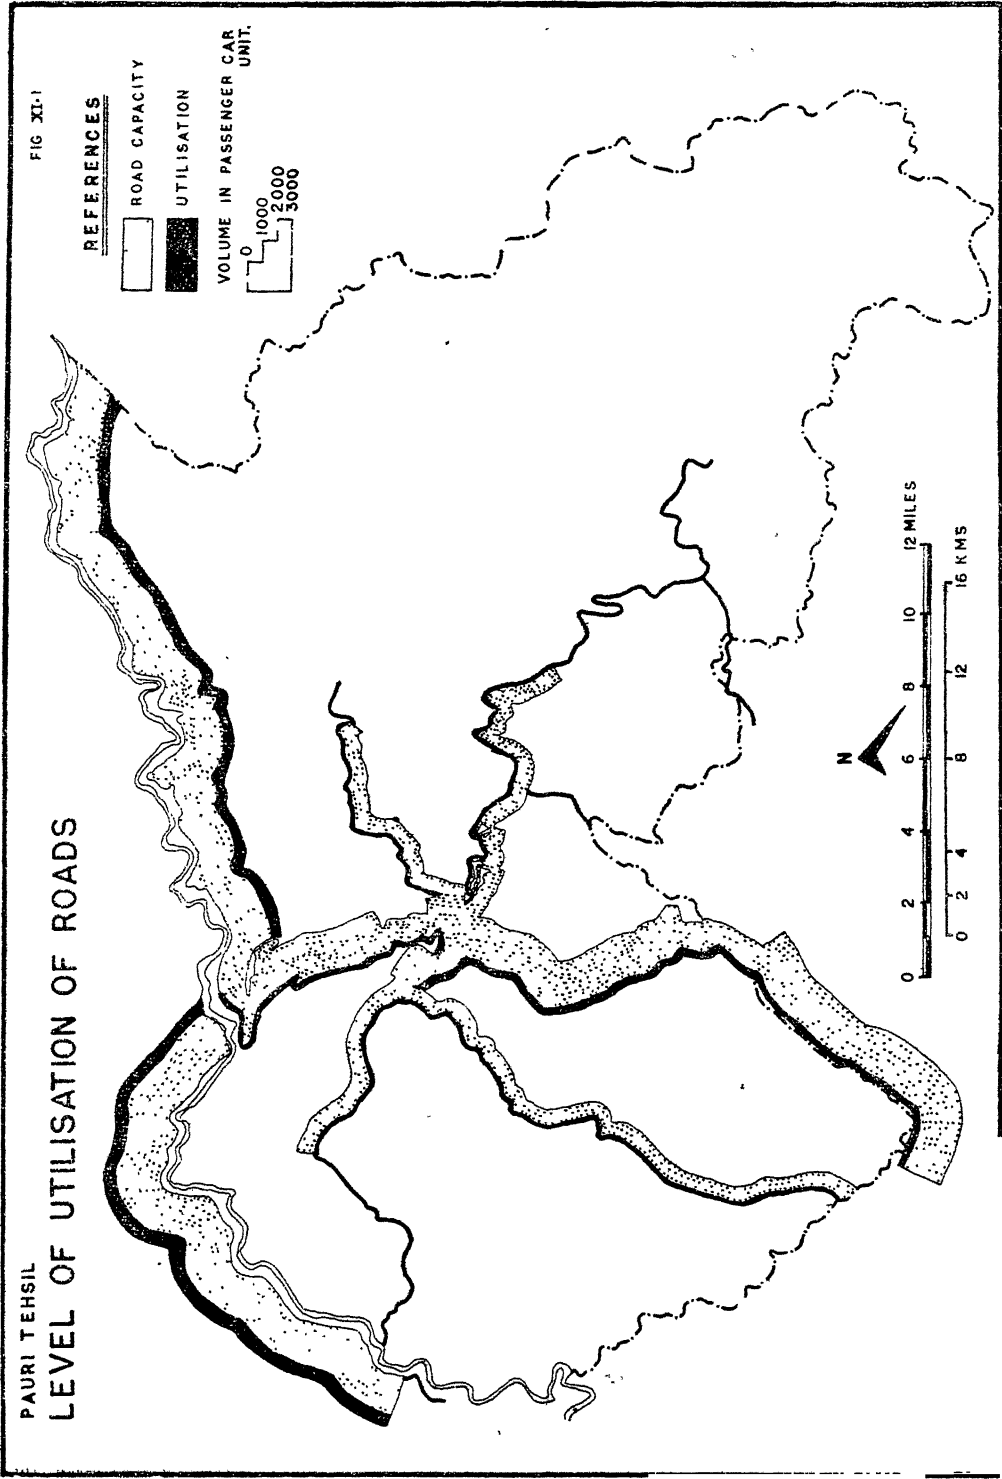 PAURI TEHSIL
LEVEL OF UTILISATION OF ROADS
FIG XI.1
REFERENCES
ROAD CAPACITY
UTILISATION
VOLUME IN PASSENGER CAR
UNIT.
0
1000
2000
3000
N
0 2 4 6 8 10 12 MILES
0 2 4 8 12 16 KMS